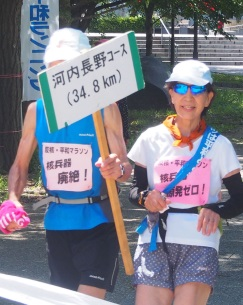 河内長野コース
(34.8 km)
反核・平和マラソン
核兵器
廃絶！
反核・平和マラソン
核兵器
発ゼロ！